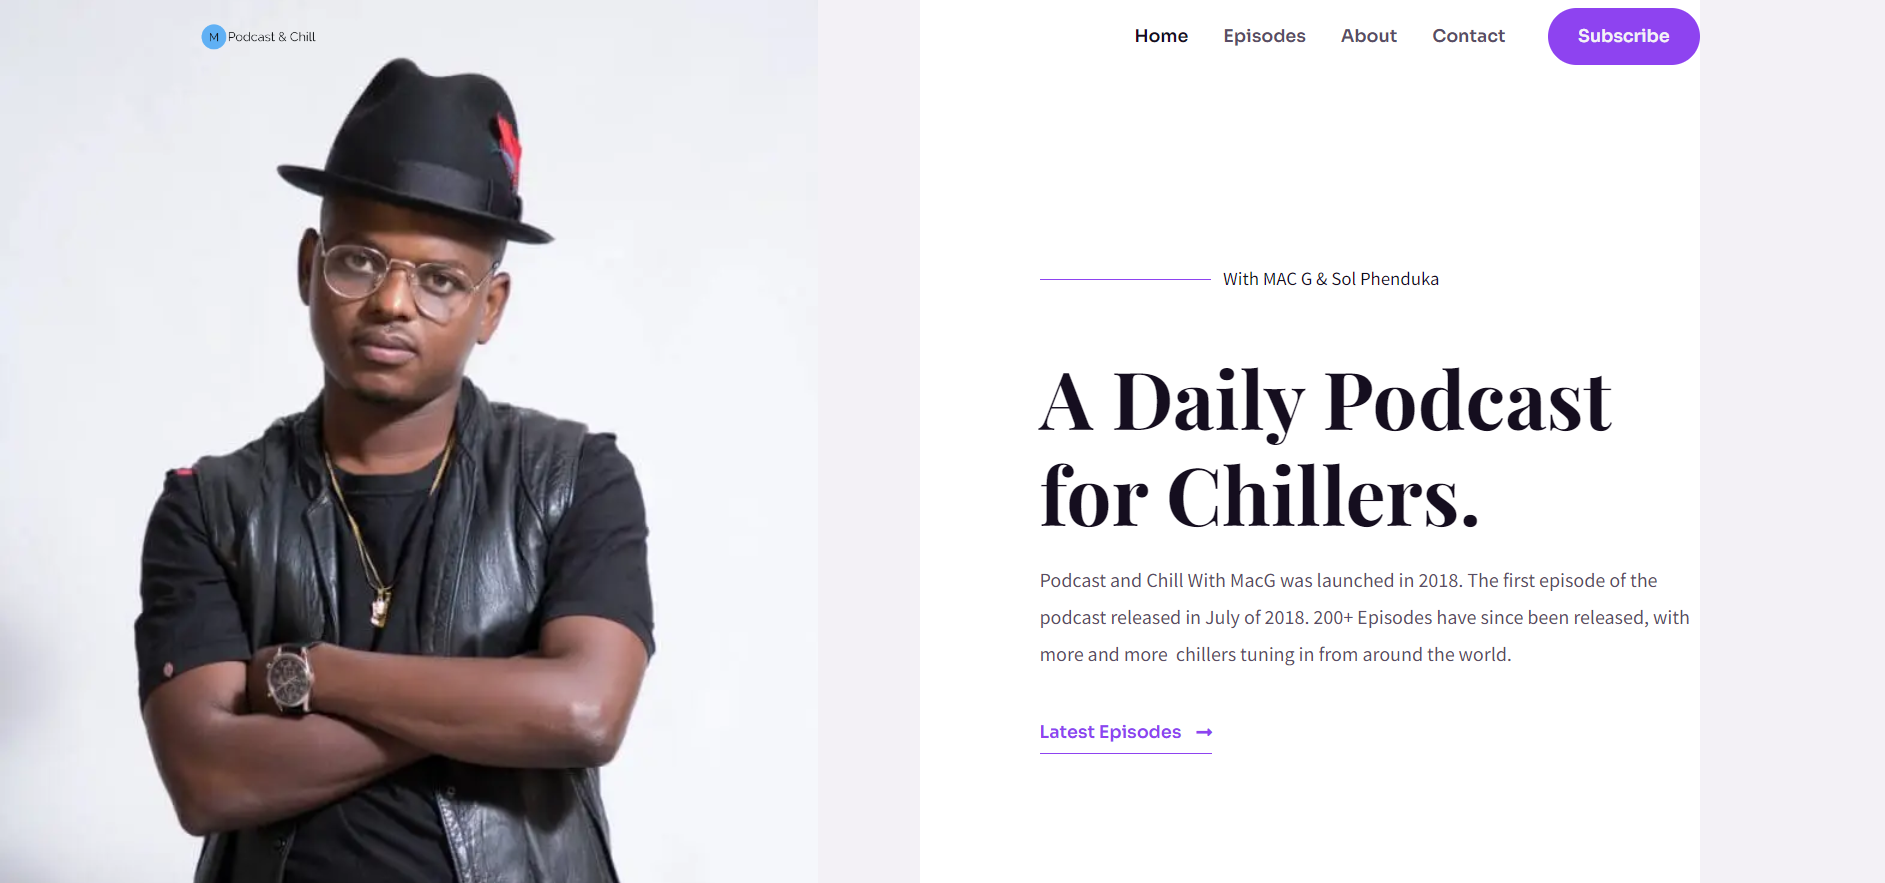 M Podcast & Chill
Home Episodes About Contact Subscribe
With MAC G & Sol Phenduka
A Daily Podcast
for Chillers.
Podcast and Chill With MacG was launched in 2018. The first episode of the
podcast released in July of 2018. 200+ Episodes have since been released, with
more and more  chillers tuning in from around the world.
Latest Episodes →